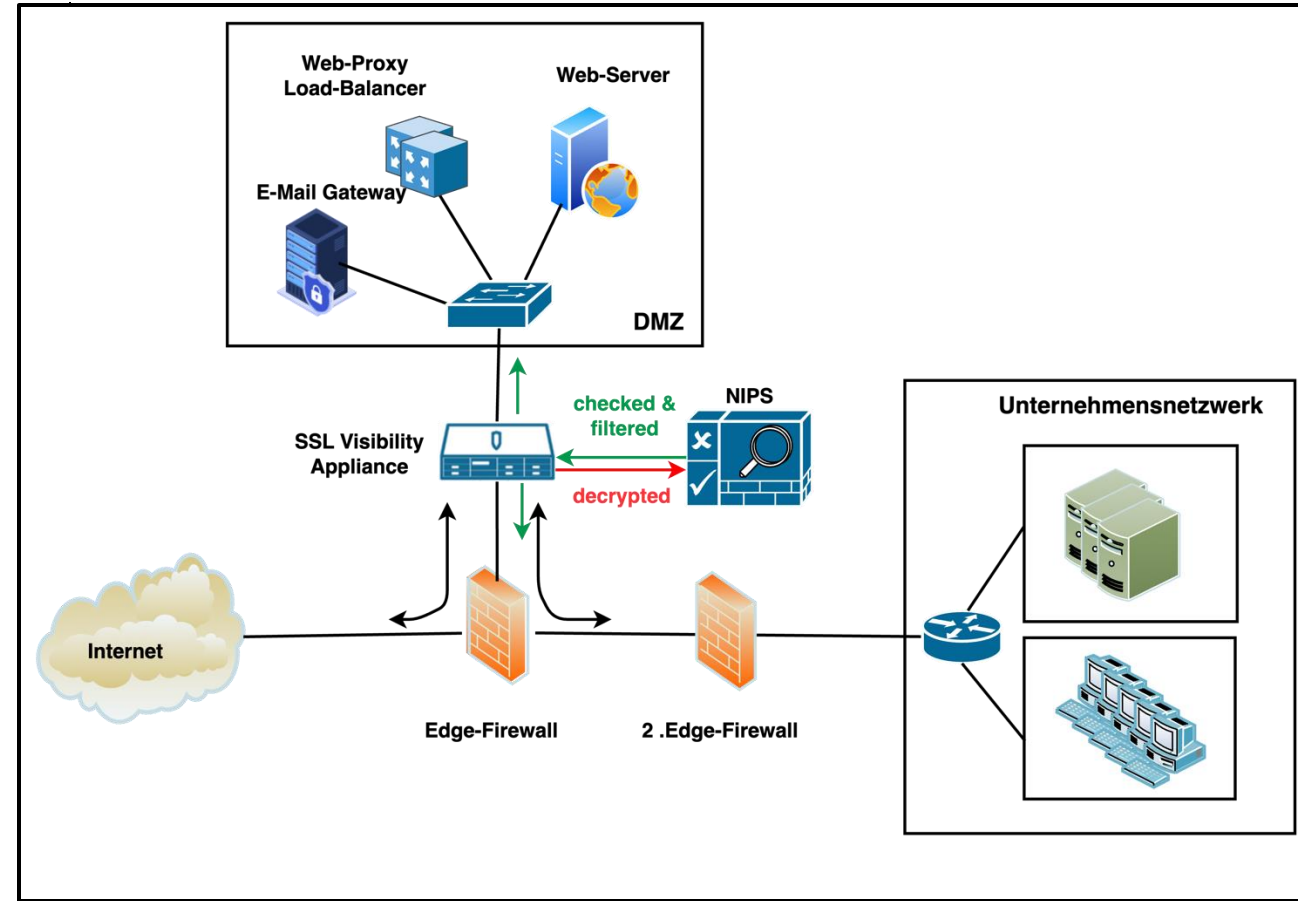 Web-Proxy
Load-Balancer
Web-Server
E-Mail Gateway
DMZ
NIPS
checked &
filtered
SSL Visibility
Appliance
decrypted
Unternehmensnetzwerk
Internet
Edge-Firewall
2 .Edge-Firewall